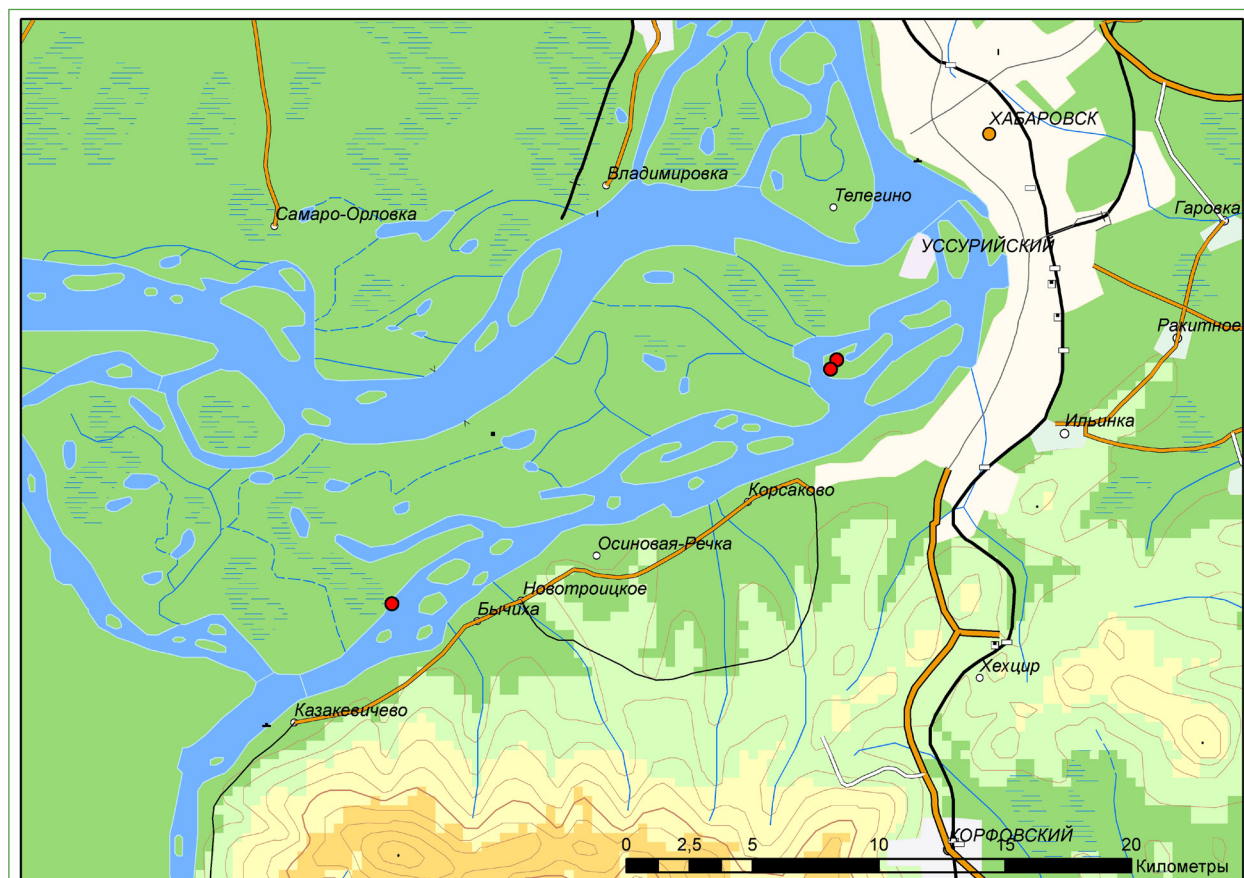 ХАБАРОВСК
Владимировка
Телегино
Гаровка
Самаро-Орловка
УССУРИЙСКИЙ
Ракитное
Ильинка
Корсаково
Осиновая-Речка
Новотроицкое
Бычиха
Хехцир
Казакевичево
КОРФОВСКИЙ
0 2,5 5 10 15 20
Километры